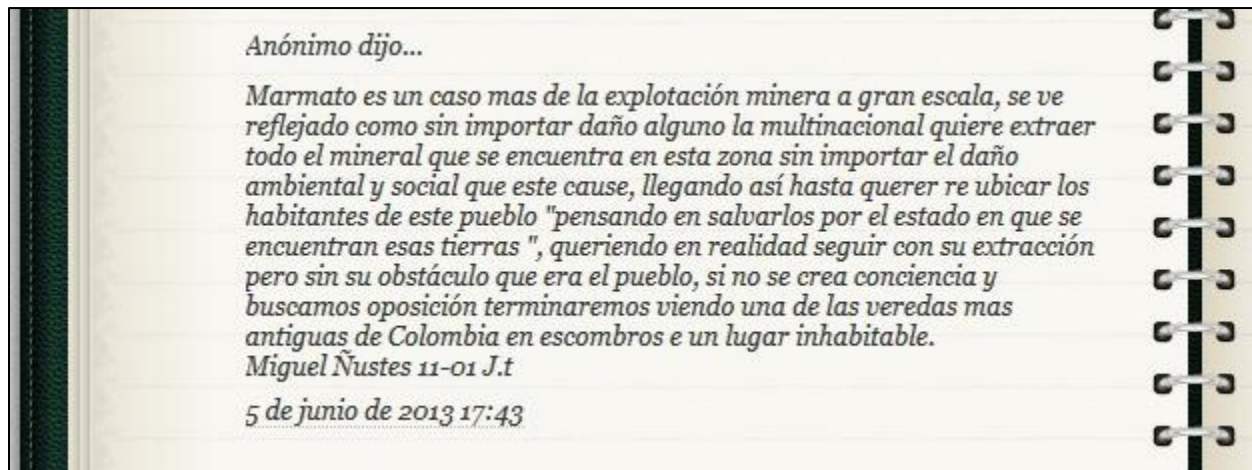 Anónimo dijo...
Marmato es un caso mas de la explotación minera a gran escala, se ve
reflejado como sin importar daño alguno la multinacional quiere extraer
todo el mineral que se encuentra en esta zona sin importar el daño
ambiental y social que este cause, llegando así hasta querer re ubicar los
habitantes de este pueblo "pensando en salvarlos por el estado en que se
encuentran esas tierras ", queriendo en realidad seguir con su extracción
pero sin su obstáculo que era el pueblo, si no se crea conciencia y
buscamos oposición terminaremos viendo una de las veredas mas
antiguas de Colombia en escombros e un lugar inhabitable.
Miguel Ñustes 11-01 J.t
5 de junio de 2013 17:43